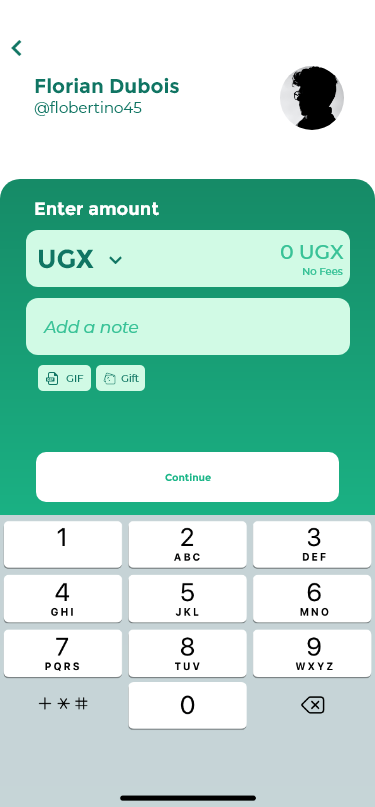 Florian Dubois
@flobertino45
Enter amount
UGX
0 UGX
No Fees
Add a note
GIF
Gift
Continue
1
2
ABC
3
DEF
4
GHI
5
JKL
6
MNO
7
PQRS
8
TUV
9
WXYZ
+*#
0